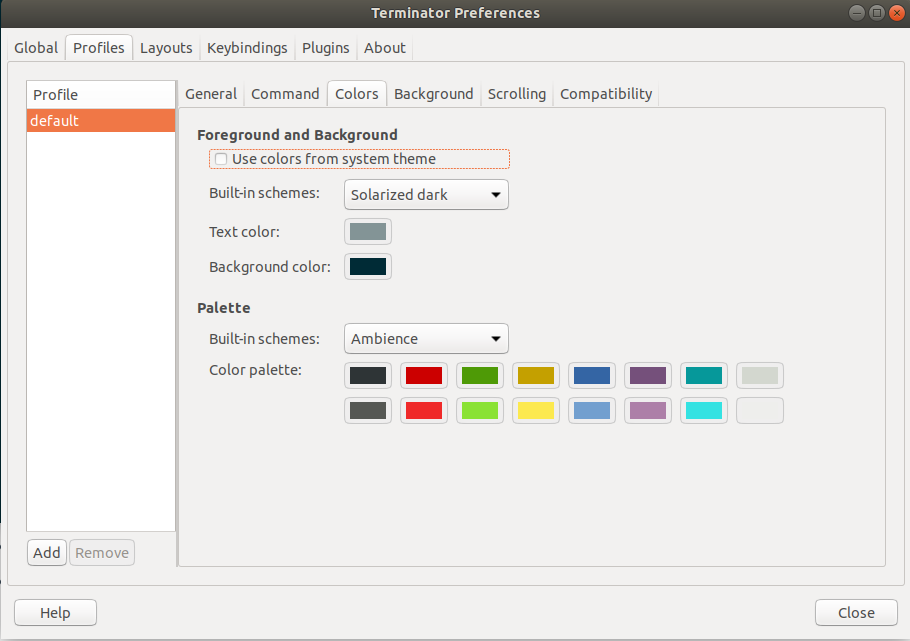 Terminator Preferences
Global Profiles Layouts Keybindings Plugins About
Profile
default
General Command Colors Background Scrolling Compatibility
Foreground and Background
Use colors from system theme
Built-in schemes: Solarized dark
Text color:
Background color:
Palette
Built-in schemes: Ambience
Color palette:
Add Remove
Help Close